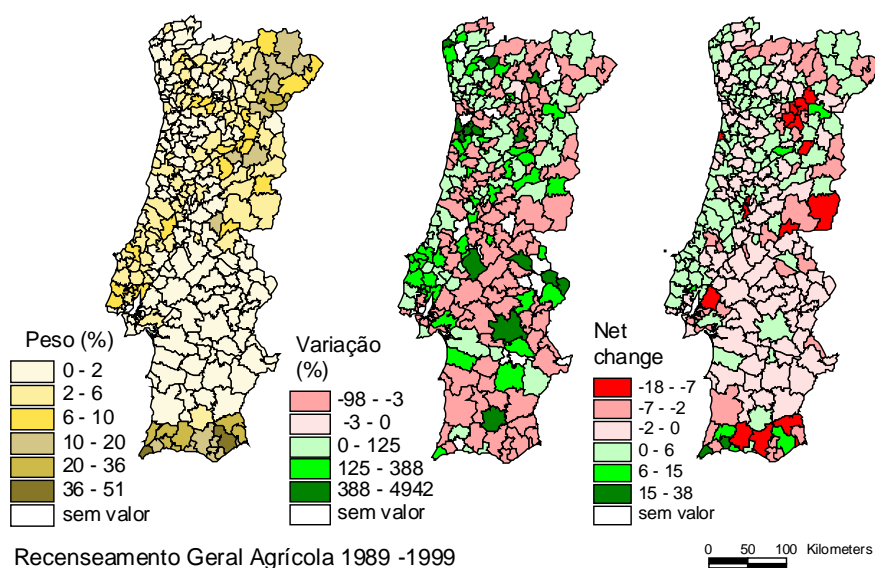 Peso (%)
0 - 2
2 - 6
6 - 10
10 - 20
20 - 36
36 - 51
sem valor
Variação
(%)
-98 - -3
-3 - 0
0 - 125
125 - 388
388 - 4942
sem valor
Net
change
-18 - -7
-7 - -2
-2 - 0
0 - 6
6 - 15
15 - 38
sem valor
Recenseamento Geral Agrícola 1989 -1999
0 50 100 Kilometers